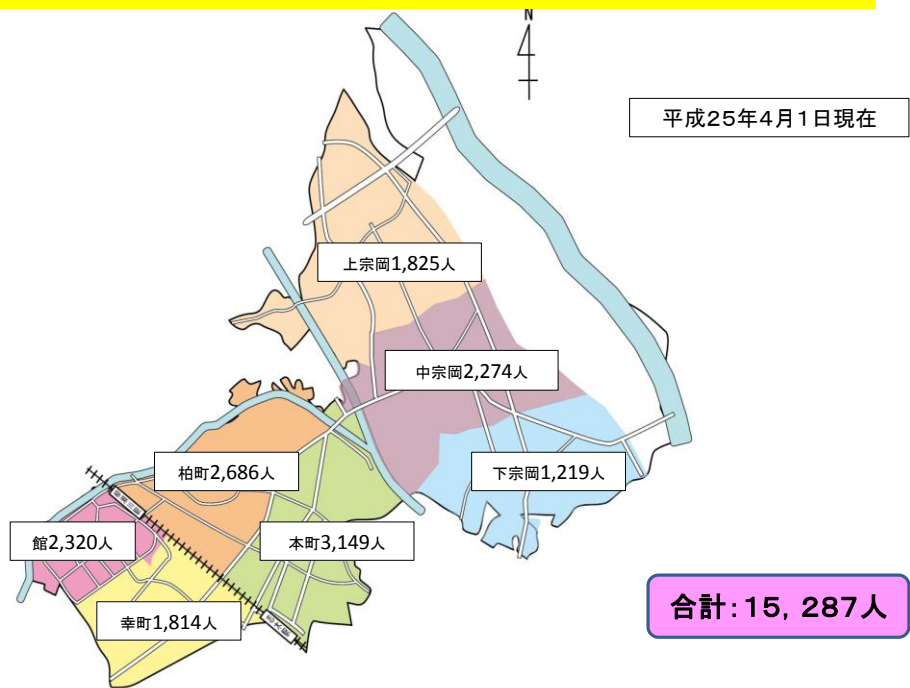 N
平成25年4月1日現在
上宗岡1,825人
中宗岡2,274人
柏町2,686人
下宗岡1,219人
館2,320人
本町3,149人
幸町1,814人
合計:15, 287人